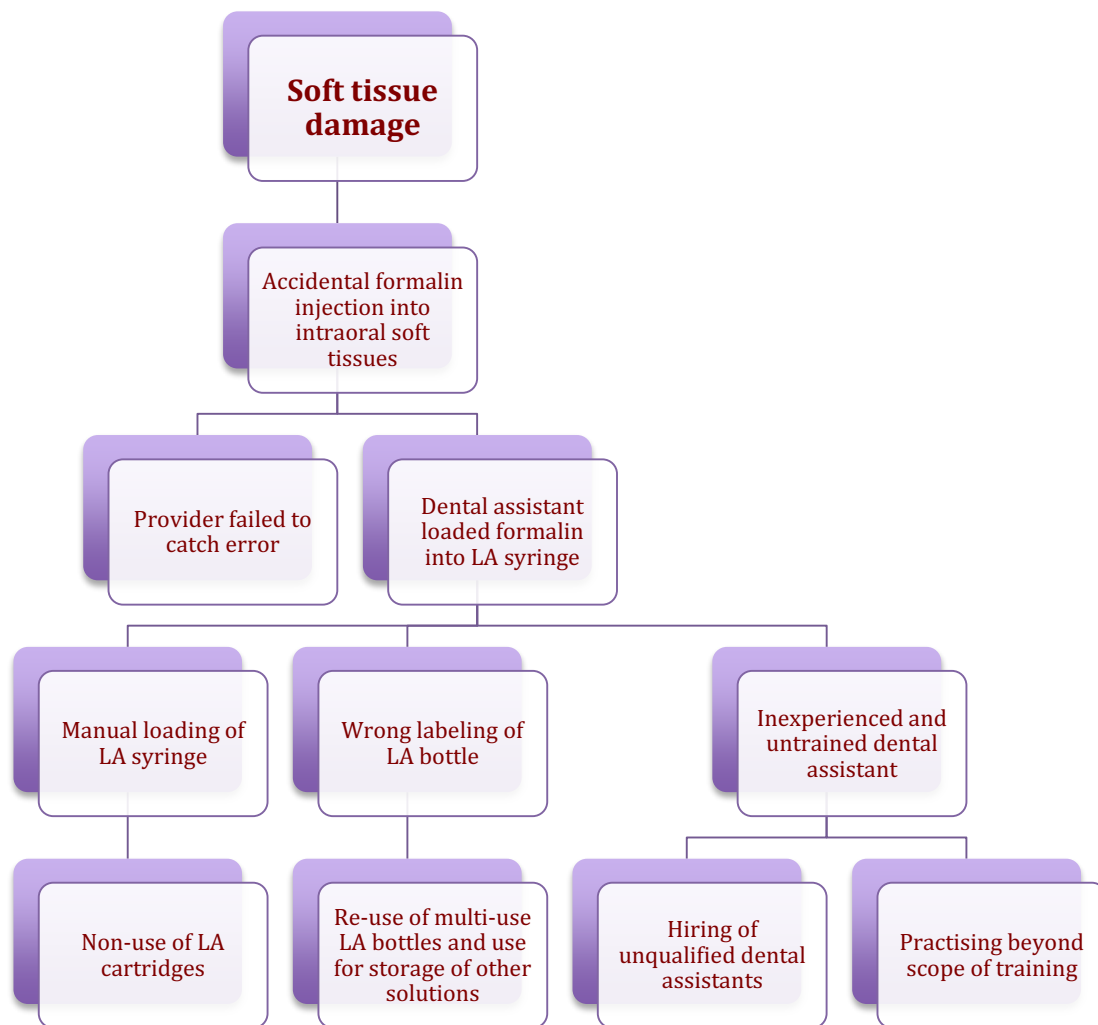 Soft tissue
damage
Accidental formalin
injection into
intraoral soft
tissues
Provider failed to
catch error
Dental assistant
loaded formalin
into LA syringe
Manual loading of
LA syringe
Wrong labeling of
LA bottle
Inexperienced and
untrained dental
assistant
Non-use of LA
cartridges
Re-use of multi-use
LA bottles and use
for storage of other
solutions
Hiring of
unqualified dental
assistants
Practising beyond
scope of training